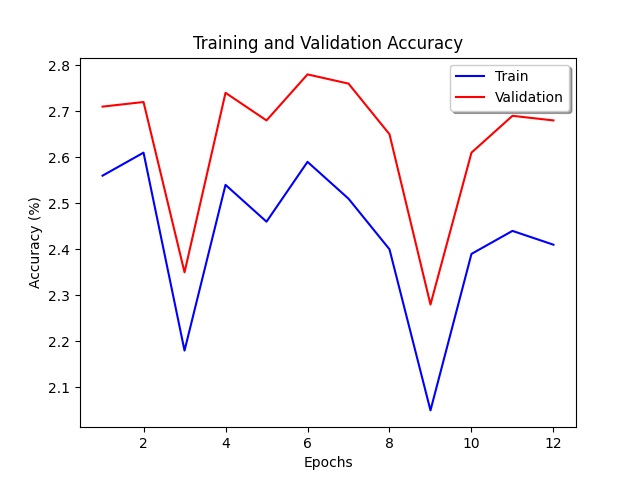 Training and Validation Accuracy
Train
Validation
Accuracy (%)
2.8
2.7
2.6
2.5
2.4
2.3
2.2
2.1
2 4 6 8 10 12
Epochs